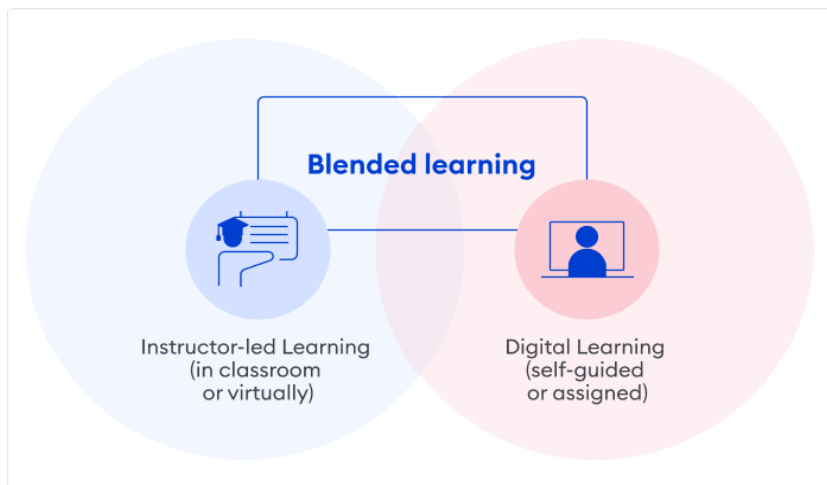 Blended learning
Instructor-led Learning
(in classroom
or virtually)
Digital Learning
(self-guided
or assigned)